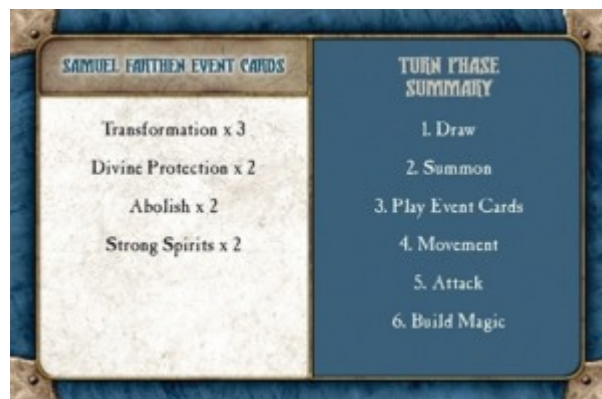 SAMUEL FARTHEN EVENT CARDS
Transformation x 3
Divine Protection x 2
Abolish x 2
Strong Spirits x 2
TURN PHASE
SUMMARY
1. Draw
2. Summon
3. Play Event Cards
4. Movement
5. Attack
6. Build Magic